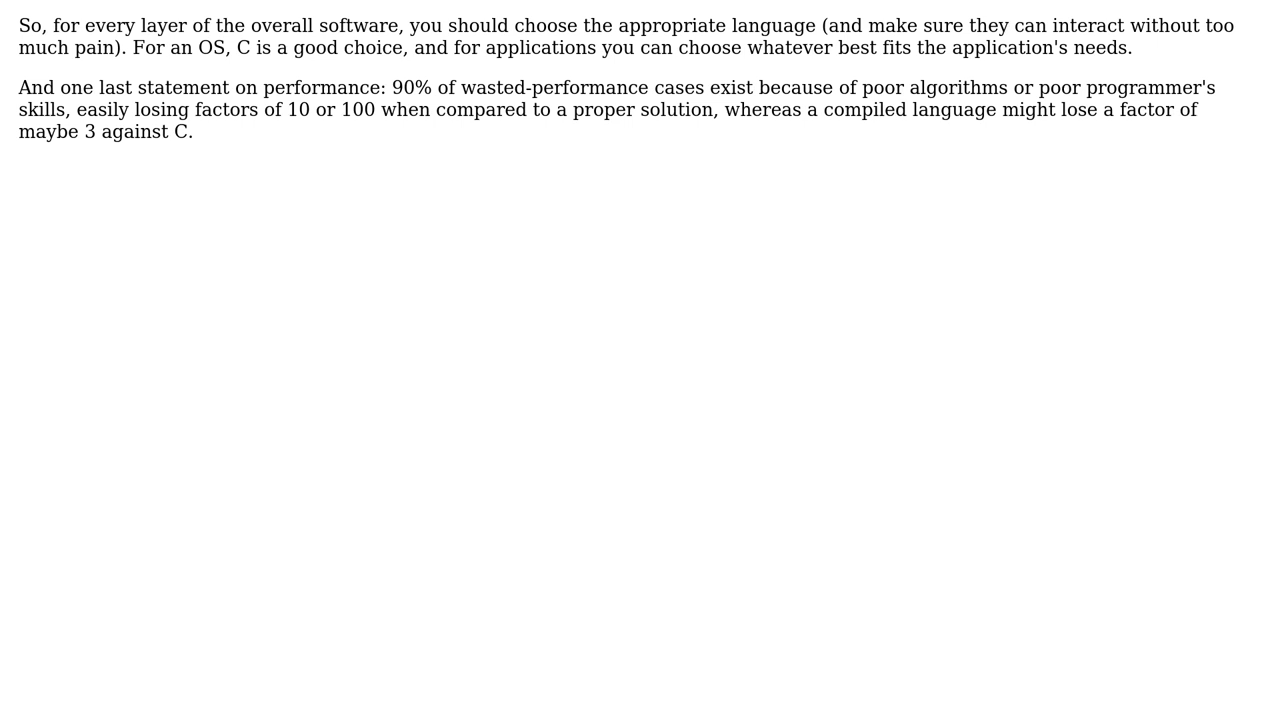 So, for every layer of the overall software, you should choose the appropriate language (and make sure they can interact without too
much pain). For an OS, C is a good choice, and for applications you can choose whatever best fits the application's needs.
And one last statement on performance: 90% of wasted-performance cases exist because of poor algorithms or poor programmer's
skills, easily losing factors of 10 or 100 when compared to a proper solution, whereas a compiled language might lose a factor of
maybe 3 against C.